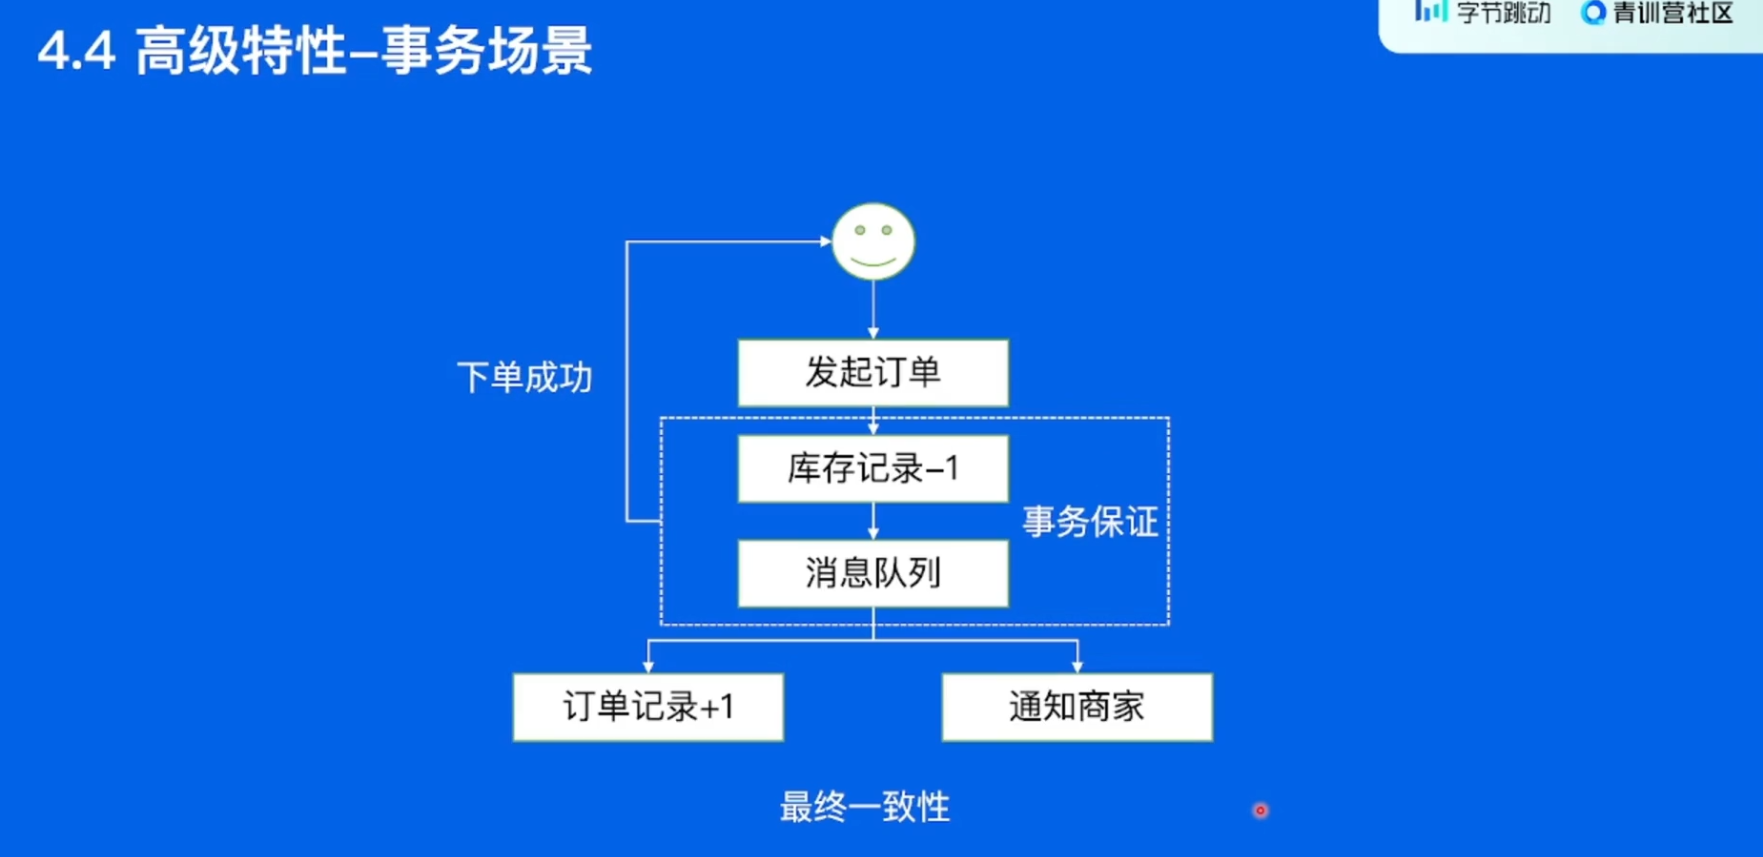 4.4 高级特性–事务场景
字节跳动 青训营社区
下单成功
发起订单
库存记录–1
事务保证
消息队列
订单记录+1
通知商家
最终一致性